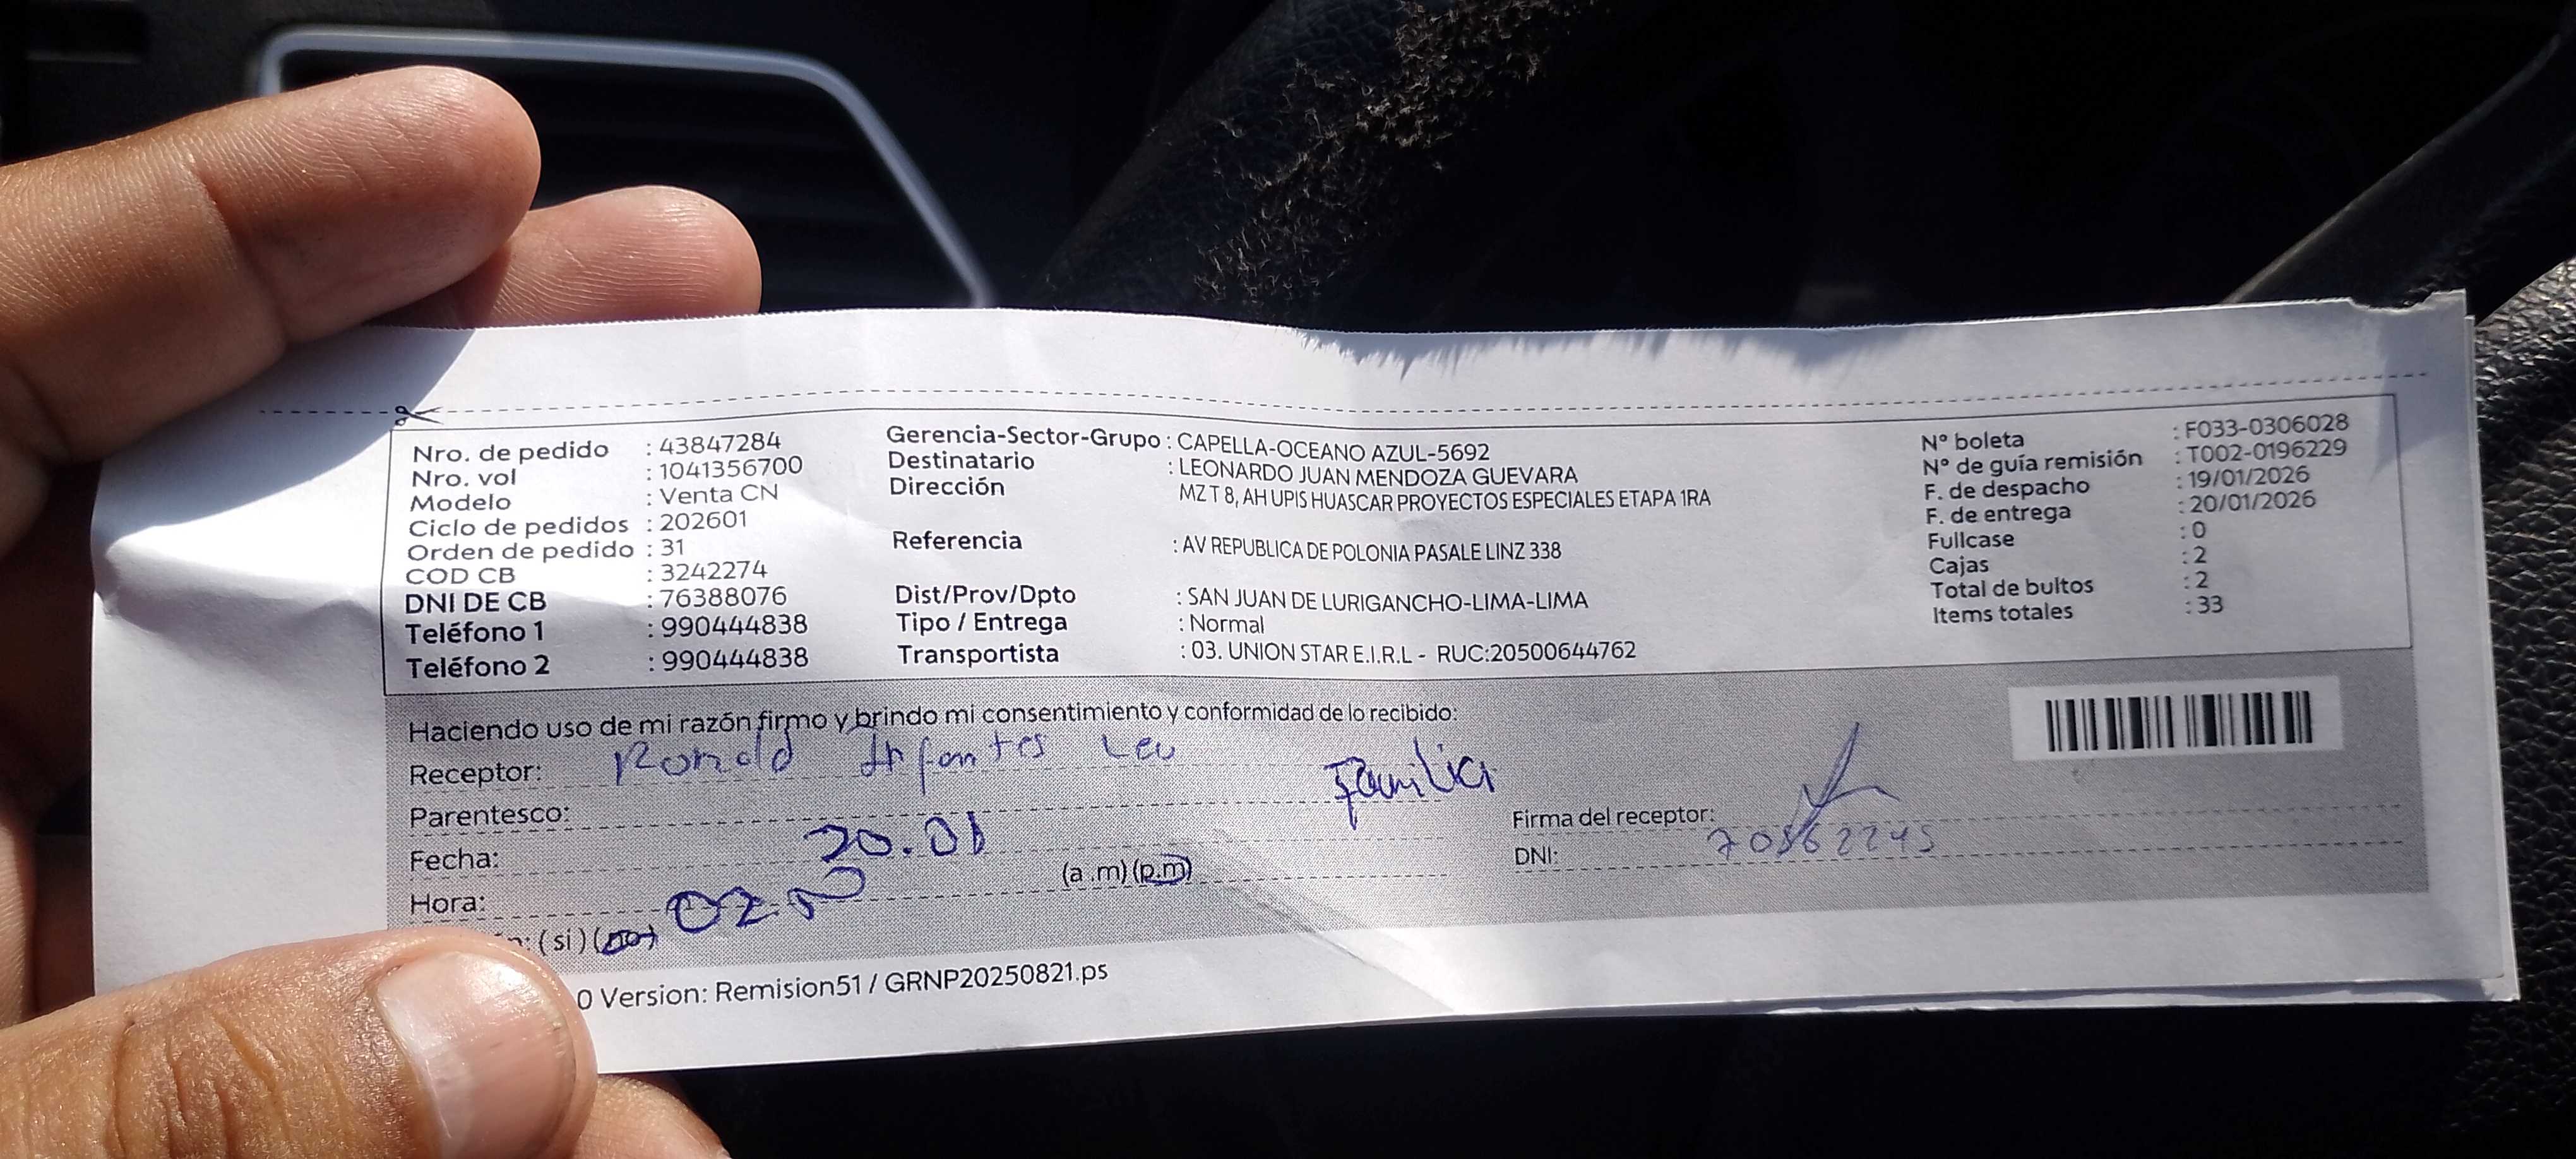 Nro. de pedido : 43847284
Nro. vol : 1041356700
Modelo : Venta CN
Ciclo de pedidos : 202601
Orden de pedido : 31
COD CB : 3242274
DNI DE CB : 76388076
Teléfono 1 : 990444838
Teléfono 2 : 990444838
Gerencia-Sector-Grupo : CAPELLA-OCEANO AZUL-5692
Destinatario : LEONARDO JUAN MENDOZA GUEVARA
Dirección MZ T 8, AH UPIS HUASCAR PROYECTOS ESPECIALES ETAPA 1RA
Referencia : AV REPUBLICA DE POLONIA PASALE LINZ 338
Dist/Prov/Dpto : SAN JUAN DE LURIGANCHO-LIMA-LIMA
Tipo / Entrega : Normal
Transportista : 03. UNION STAR E.I.R.L - RUC:20500644762
N° boleta : F033-0306028
N° de guía remisión : T002-0196229
F. de despacho : 19/01/2026
F. de entrega : 20/01/2026
Fullcase : 0
Cajas : 2
Total de bultos : 2
Items totales : 33
Haciendo uso de mi razón firmo y brindo mi consentimiento y conformidad de lo recibido:
Receptor: Ronald Infantes
Parentesco: Familia
Fecha: 20.01
Hora: (a .m) (p.m)
: (si) (no)
Firma del receptor:
DNI:
0 Version: Remision51 / GRNP20250821.ps